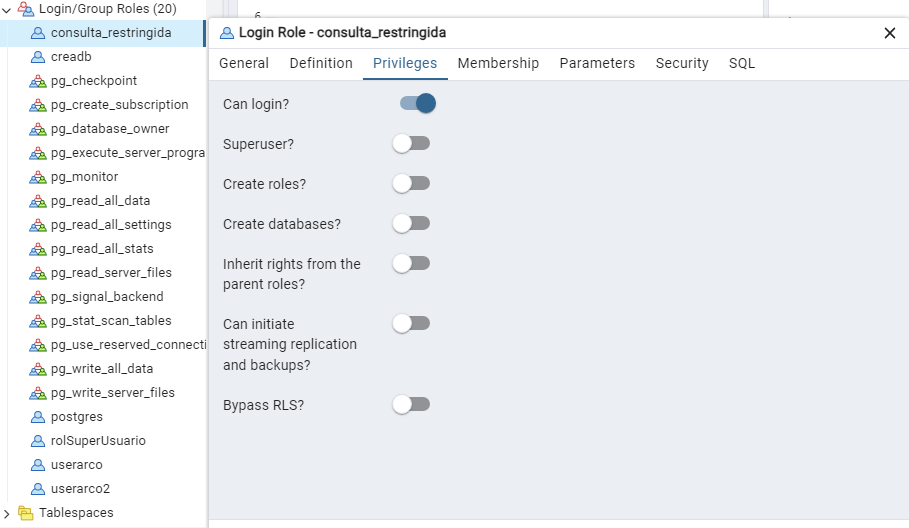 Login/Group Roles (20)
consulta_restringida
creadb
pg_checkpoint
pg_create_subscription
pg_database_owner
pg_execute_server_progra
pg_monitor
pg_read_all_data
pg_read_all_settings
pg_read_all_stats
pg_read_server_files
pg_signal_backend
pg_stat_scan_tables
pg_use_reserved_connecti
pg_write_all_data
pg_write_server_files
postgres
rolSuperUsuario
userarco
userarco2
Tablespaces
Login Role - consulta_restringida
General Definition Privileges Membership Parameters Security SQL
Can login?
Superuser?
Create roles?
Create databases?
Inherit rights from the
parent roles?
Can initiate
streaming replication
and backups?
Bypass RLS?